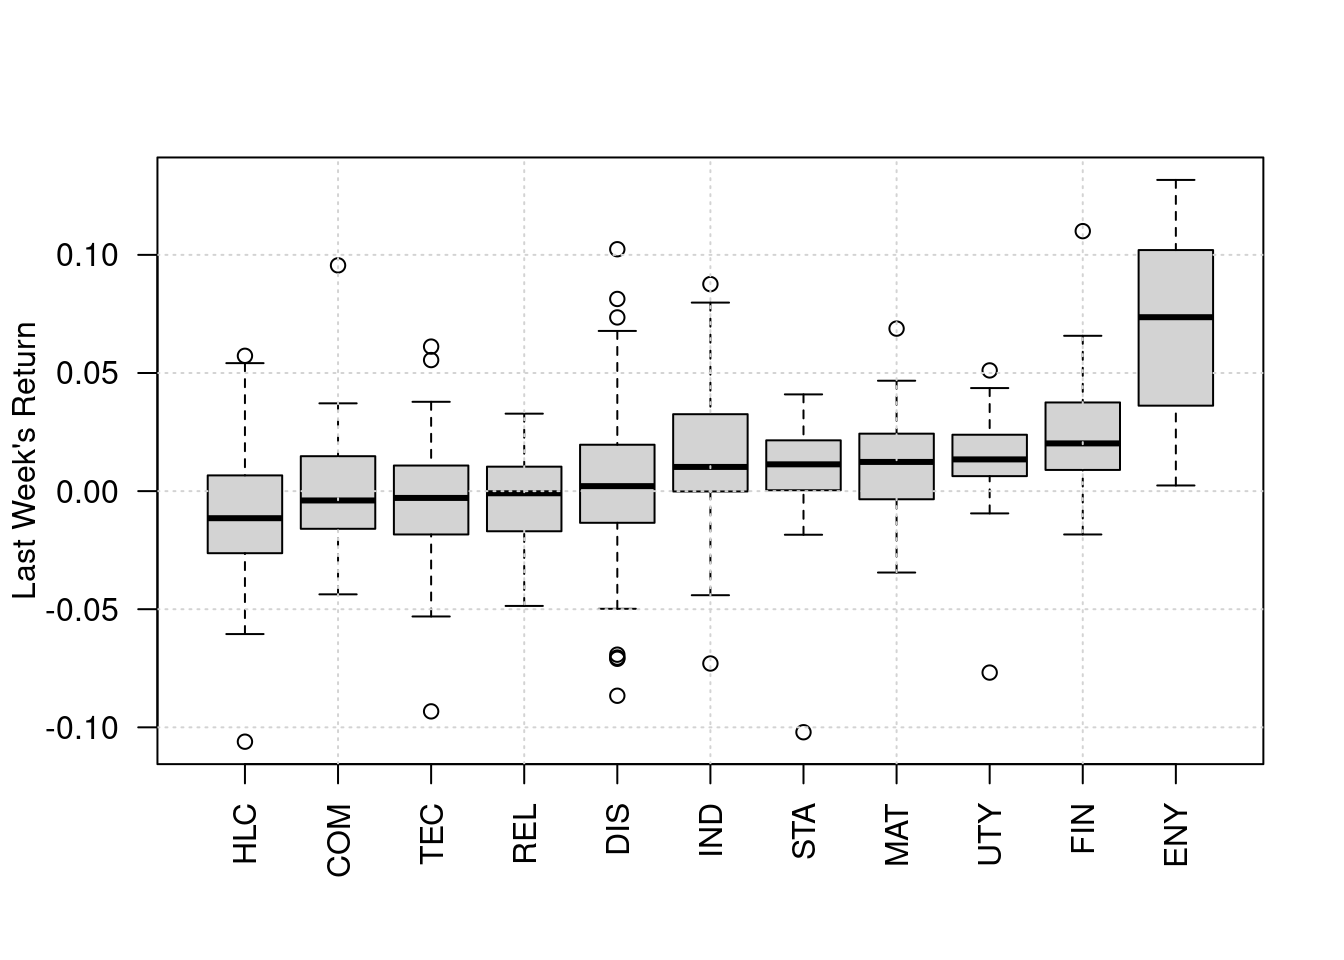 Last Week's Return
0.10
0.05
0.00
-0.05
-0.10
HLC
COM
TEC
REL
DIS
IND
STA
MAT
UTY
FIN
ENY